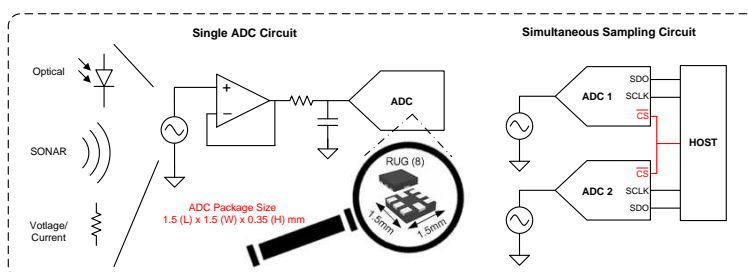 Single ADC Circuit
Simultaneous Sampling Circuit
Optical
SONAR
Votlage/
Current
+
−
ADC
RUG (8)
1.5mm
1.5mm
ADC Package Size
1.5 (L) x 1.5 (W) x 0.35 (H) mm
ADC 1
SDO
SCLK
CS
HOST
ADC 2
CS
SCLK
SDO